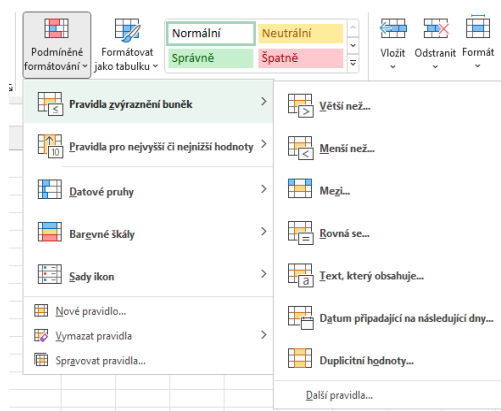 Podmíněné
formátování
Formátovat
jako tabulku
Normální
Neutrální
Správně
Špatně
Vložit
Odstranit
Formát
Pravidla zvýraznění buněk
Pravidla pro nejvyšší či nejnižší hodnoty
10
Datové pruhy
Barevné škály
Sady ikon
Nové pravidlo...
Vymazat pravidla
Spravovat pravidla...
Větší než...
Menší než...
Mezi...
Rovná se...
a
Text, který obsahuje...
Datum připadající na následující dny...
Duplicitní hodnoty...
Další pravidla...